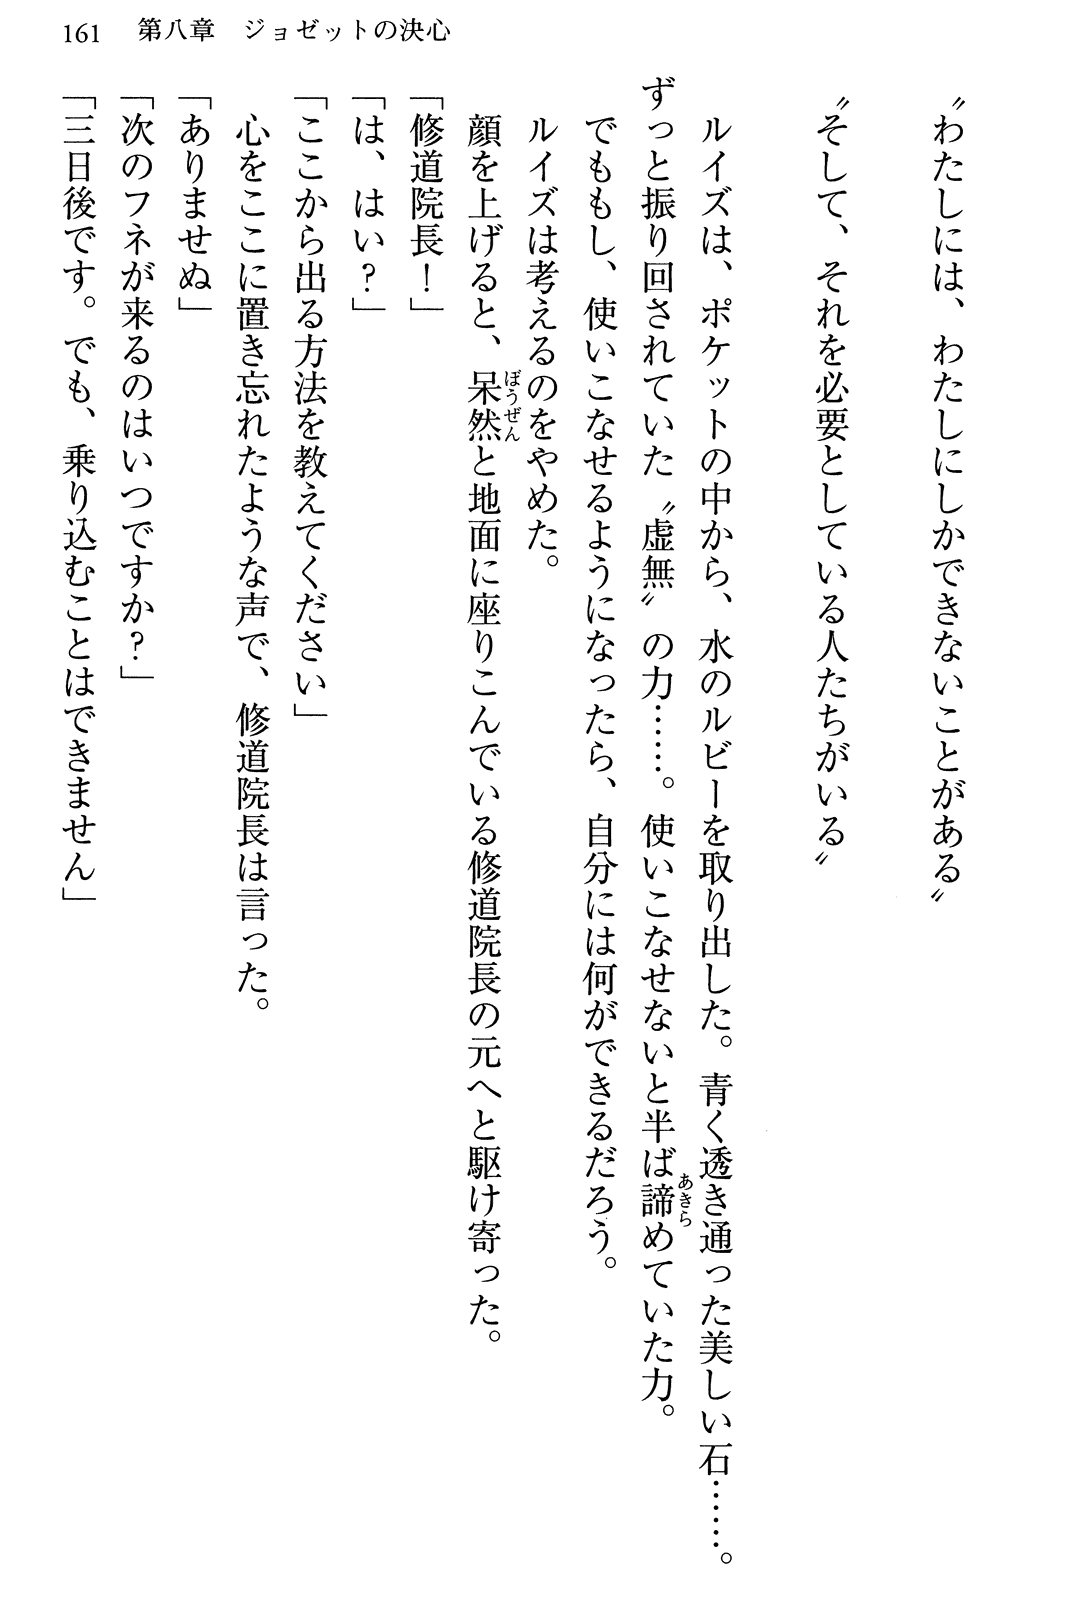 161　第八章　ジョゼットの決心
〝わたしには、わたしにしかできないことがある〟
〝そして、それを必要としている人たちがいる〟
ルイズは、ポケットの中から、水のルビーを取り出した。青く透き通った美しい石……。
ずっと振り回されていた〝虚無〟の力……。使いこなせないと半ば諦めていた力。
でももし、使いこなせるようになったら、自分には何ができるだろう。
ルイズは考えるのをやめた。
顔を上げると、呆然と地面に座りこんでいる修道院長の元へと駆け寄った。
「修道院長！」
「は、はい？」
「ここから出る方法を教えてください」
心をここに置き忘れたような声で、修道院長は言った。
「ありませぬ」
「次のフネが来るのはいつですか？」
「三日後です。でも、乗り込むことはできません」